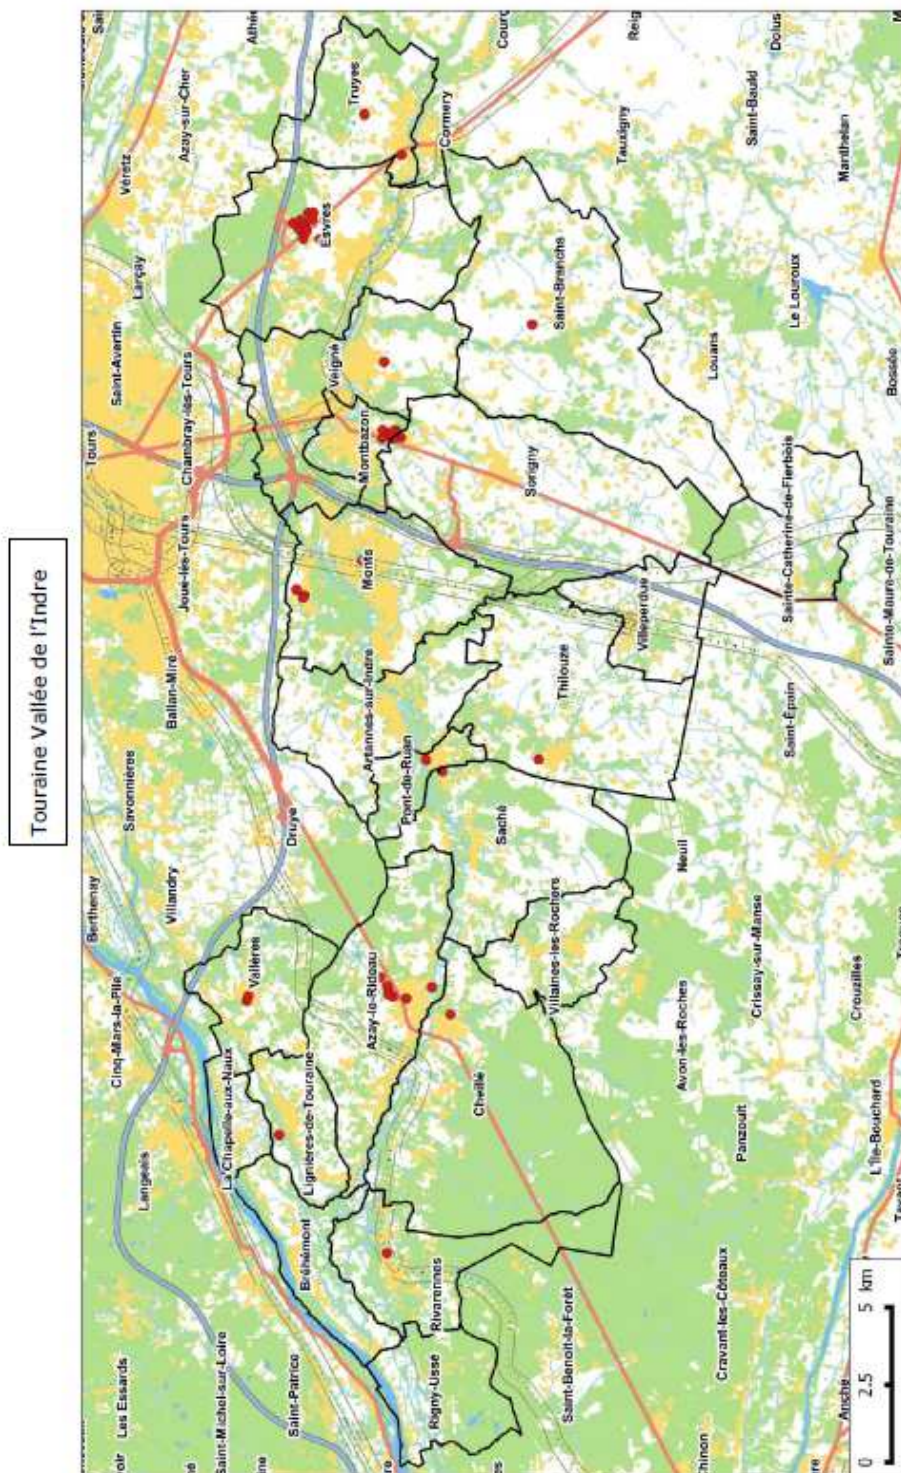 Touraine Vallée de l'Indre
Berthenay
Savonnières
Tours
Saint-Avertin
Larçay
Véretz
Azay-sur-Cher
Athée
Cinq-Mars-la-Pile
Villandry
Ballan-Miré
Joué-lès-Tours
Chambray-lès-Tours
Langeais
Druye
Truyes
Esvres
Cormery
Courç
Reig
Vallères
La Chapelle-aux-Naux
Lignières-de-Touraine
Les Essards
Saint-Michel-sur-Loire
Saint-Patrice
Bréhémont
Azay-le-Rideau
Artannes-sur-Indre
Pont-de-Ruan
Monts
Montbazon
Veigné
Rivarennes
Rigny-Ussé
Cheillé
Saché
Thilouze
Sorigny
Saint-Branchs
Tauxigny
Dolus
Saint-Bauld
Manthelan
Le Louroux
Louans
Bossée
Villaines-les-Rochers
Villeperdue
Saint-Benoît-la-Forêt
Neuil
Avon-les-Roches
Crissay-sur-Manse
Saint-Épain
Sainte-Catherine-de-Fierbois
Sainte-Maure-de-Touraine
Crouzilles
Panzoult
L'Île-Bouchard
Cravant-les-Côteaux
Anché
0 2.5 5 km